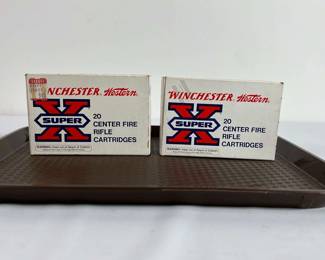 WINCHESTER Western
SUPER X
20
CENTER FIRE
RIFLE
CARTRIDGES
WINCHESTER Western
SUPER X
20
CENTER FIRE
RIFLE
CARTRIDGES